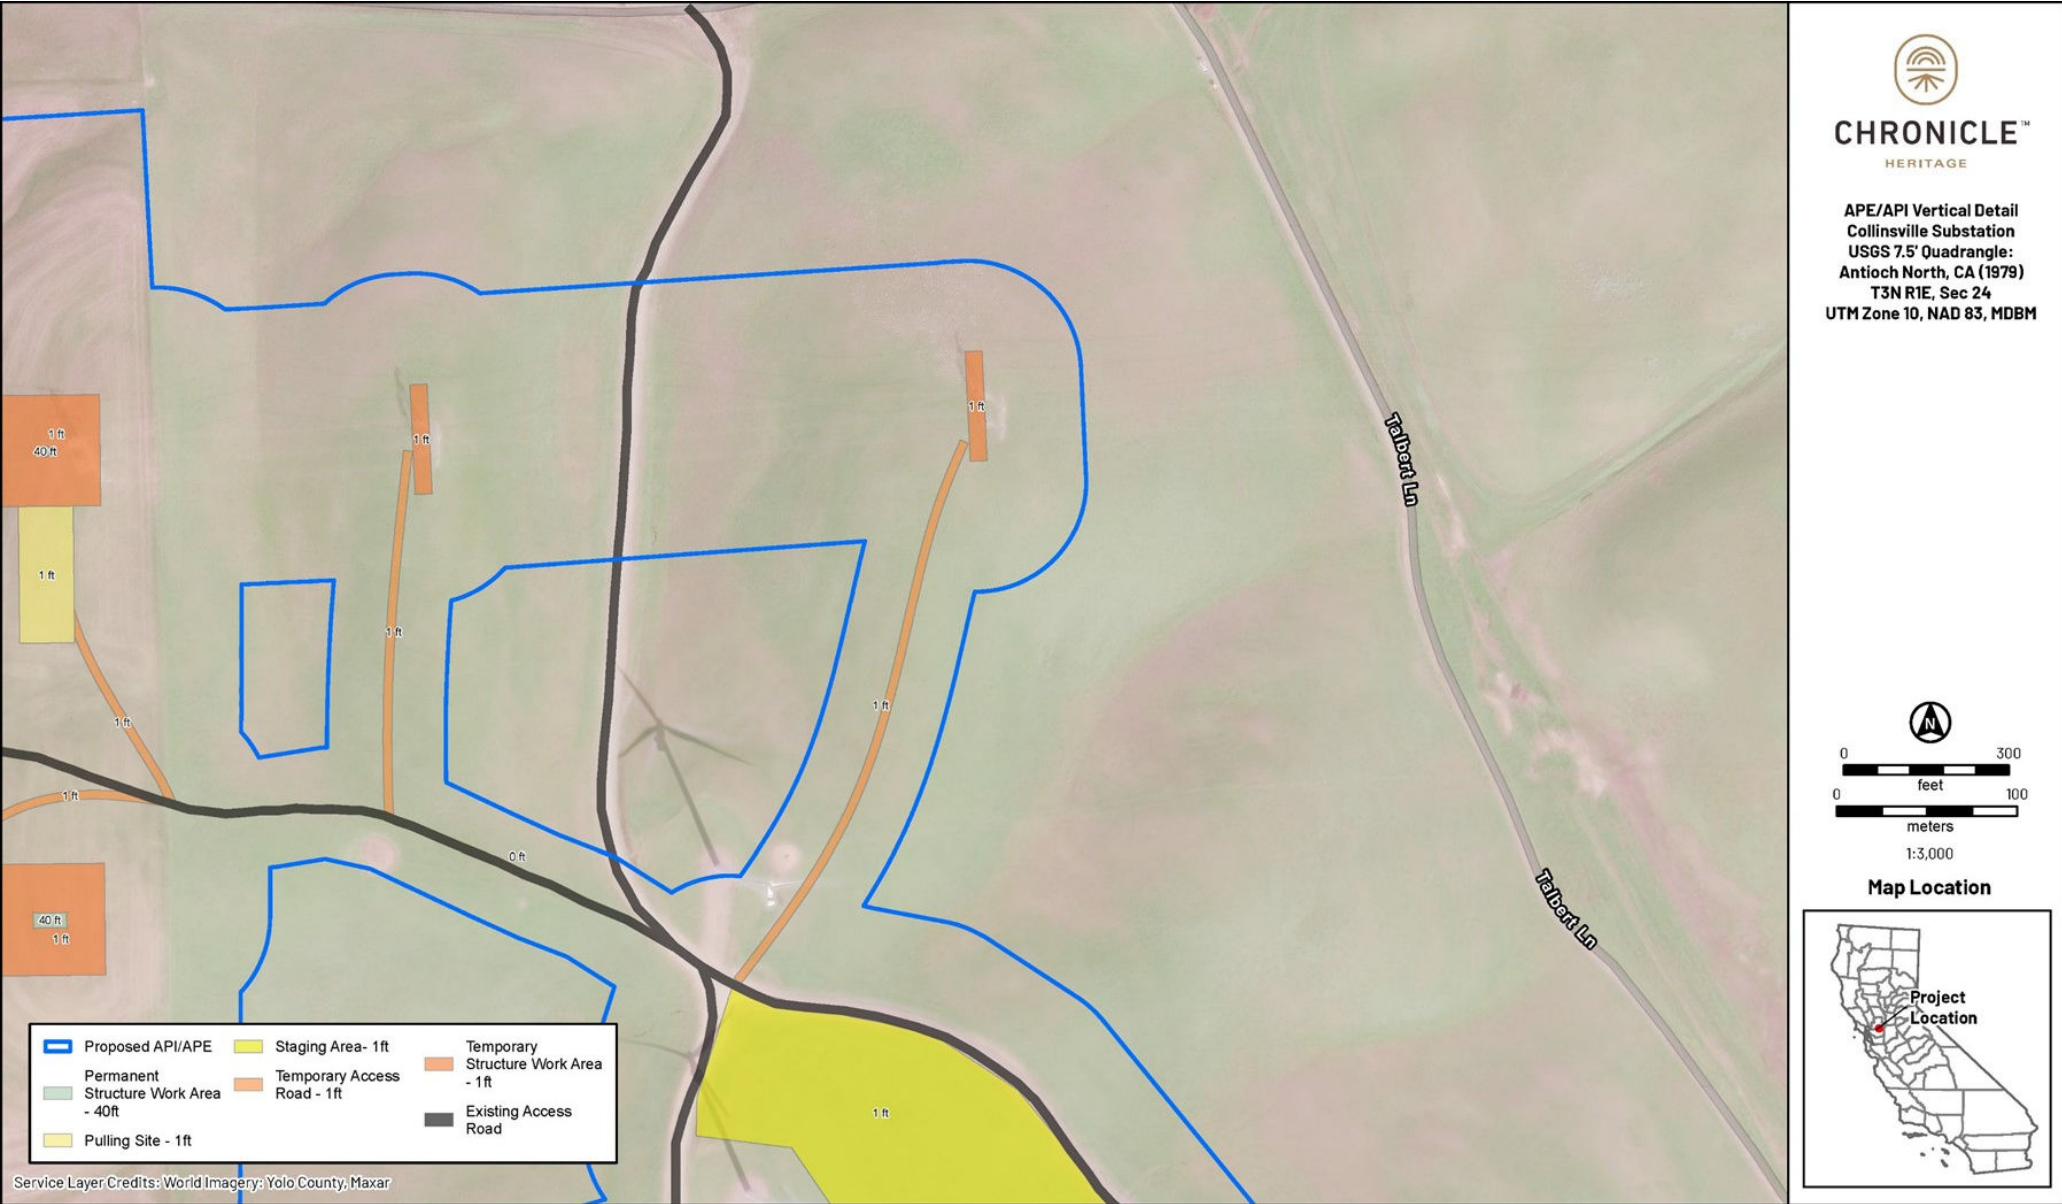 CHRONICLE™
HERITAGE
APE/API Vertical Detail
Collinsville Substation
USGS 7.5' Quadrangle:
Antioch North, CA (1979)
T3N R1E, Sec 24
UTM Zone 10, NAD 83, MDBM
1 ft
1 ft
1 ft
40 ft
Talbert Ln
1 ft
1 ft
1 ft
1 ft
1 ft
0 ft
40 ft
1 ft
Talbert Ln
1 ft
N
0 300
feet
0 100
meters
1:3,000
Map Location
Project
Location
Proposed API/APE
Permanent
Structure Work Area
- 40ft
Pulling Site - 1ft
Staging Area- 1ft
Temporary Access
Road - 1ft
Temporary
Structure Work Area
- 1ft
Existing Access
Road
Service Layer Credits: World Imagery: Yolo County, Maxar